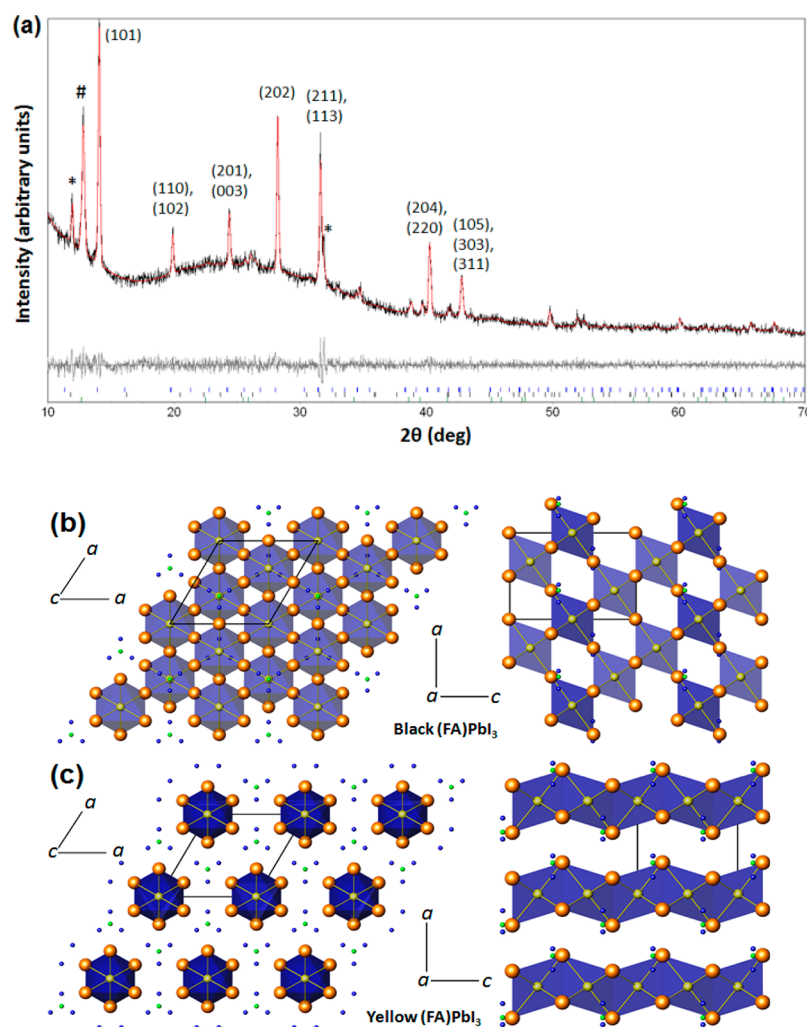 (a)
(101)
#
*
(110),
(102)
(201),
(003)
(202)
(211),
(113)
*
(204)
(220)
(105),
(303),
(311)
Intensity (arbitrary units)
10 20 30 40 50 60 70
2θ (deg)
(b)
a
c a
a
a c
Black (FA)PbI₃
(c)
a
c a
a
a c
Yellow (FA)PbI₃